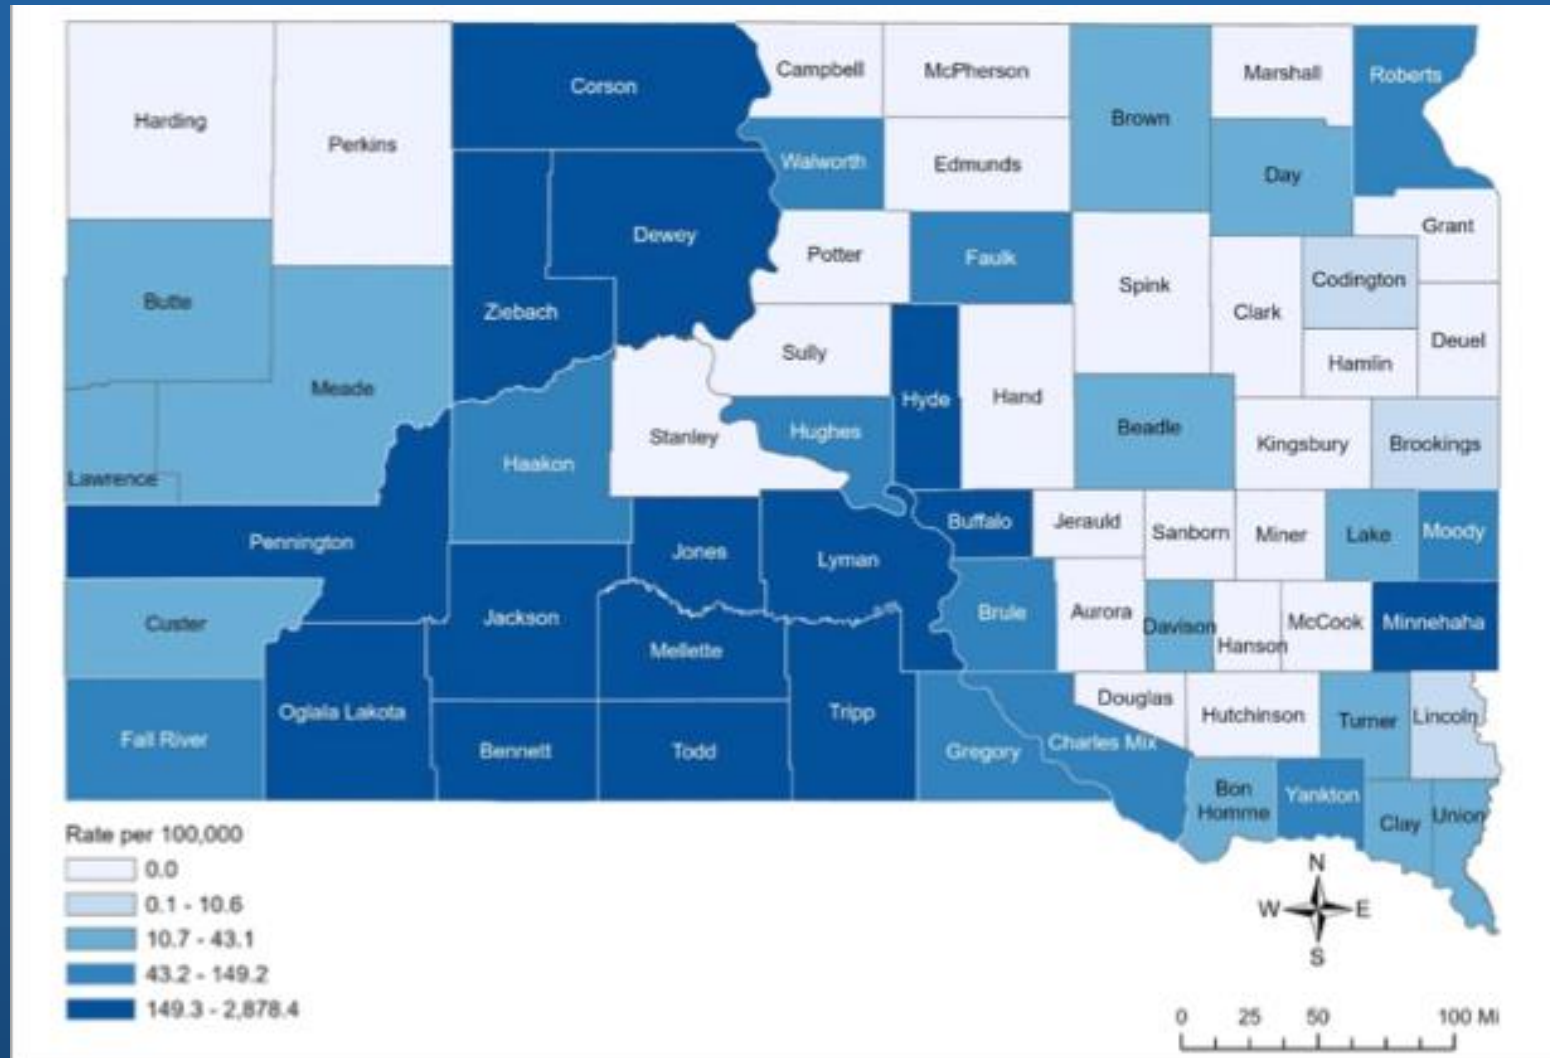 Corson
Campbell
McPherson
Marshall
Roberts
Harding
Perkins
Brown
Walworth
Edmunds
Day
Dewey
Grant
Potter
Faulk
Spink
Codington
Butte
Ziebach
Clark
Deuel
Sully
Hamlin
Meade
Hyde
Hand
Stanley
Hughes
Beadle
Kingsbury
Brookings
Haakon
Lawrence
Pennington
Jones
Lyman
Buffalo
Jerauld
Sanborn
Miner
Lake
Moody
Custer
Jackson
Mellette
Brule
Aurora
Davison
Hanson
McCook
Minnehaha
Fall River
Oglala Lakota
Bennett
Todd
Tripp
Gregory
Charles Mix
Douglas
Hutchinson
Turner
Lincoln
Bon
Homme
Yankton
Clay
Union
Rate per 100,000
0.0
0.1 - 10.6
10.7 - 43.1
43.2 - 149.2
149.3 - 2,878.4
N
W E
S
0 25 50 100 Mi